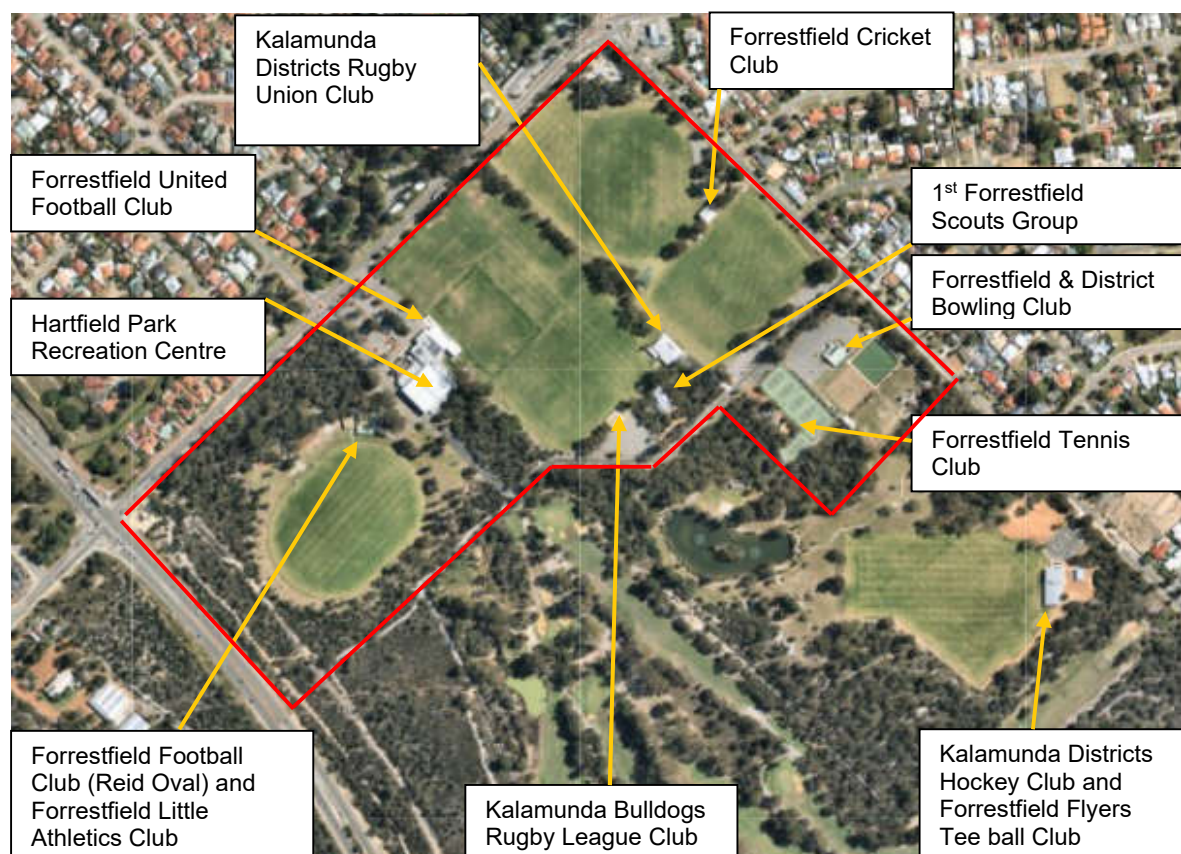 Kalamunda
Districts Rugby
Union Club
Forrestfield Cricket
Club
Forrestfield United
Football Club
1st Forrestfield
Scouts Group
Forrestfield & District
Bowling Club
Hartfield Park
Recreation Centre
Forrestfield Tennis
Club
Forrestfield Football
Club (Reid Oval) and
Forrestfield Little
Athletics Club
Kalamunda Bulldogs
Rugby League Club
Kalamunda Districts
Hockey Club and
Forrestfield Flyers
Tee ball Club